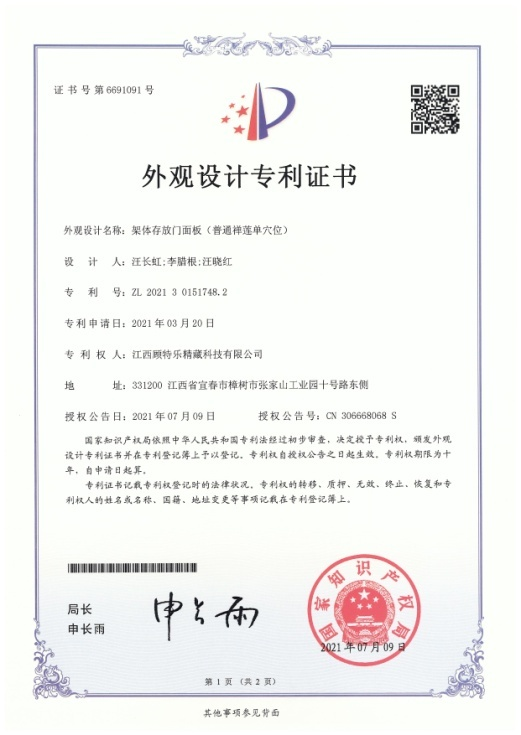 证书号第6691091号
外观设计专利证书
外观设计名称：架体存放门面板（普通禅莲单穴位）
设 计 人：汪长虹;李腊根;汪晓红
专 利 号：ZL 2021 3 0151748.2
专利申请日：2021年03月20日
专 利 权 人：江西顾特乐精藏科技有限公司
地 址：331200 江西省宜春市樟树市张家山工业园十号路东侧
授权公告日：2021年07月09日 授权公告号：CN 306668068 S
国家知识产权局依照中华人民共和国专利法经过初步审查，决定授予专利权，颁发外观
设计专利证书并在专利登记簿上予以登记。专利权自授权公告之日起生效。专利权期限为十
年，自申请日起算。
专利证书记载专利权登记时的法律状况。专利权的转移、质押、无效、终止、恢复和专
利权人的姓名或名称、国籍、地址变更等事项记载在专利登记簿上。
局长
申长雨
申长雨
国家知识产权局
2021年07月09日
第 1 页 （共 2 页）
其他事项参见背面